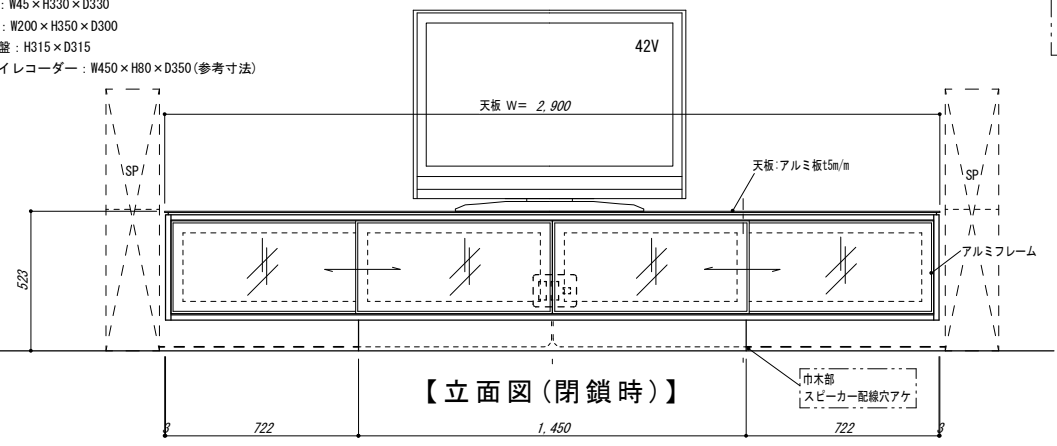 ：W45×H330×D330
：W200×H350×D300
盤：H315×D315
イレコーダー：W450×H80×D350(参考寸法)
42V
天板 W= 2,900
天板:アルミ板t5m/m
SP
SP
アルミフレーム
523
巾木部
スピーカー配線穴アケ
【立面図(閉鎖時)】
3
722
1,450
722
3